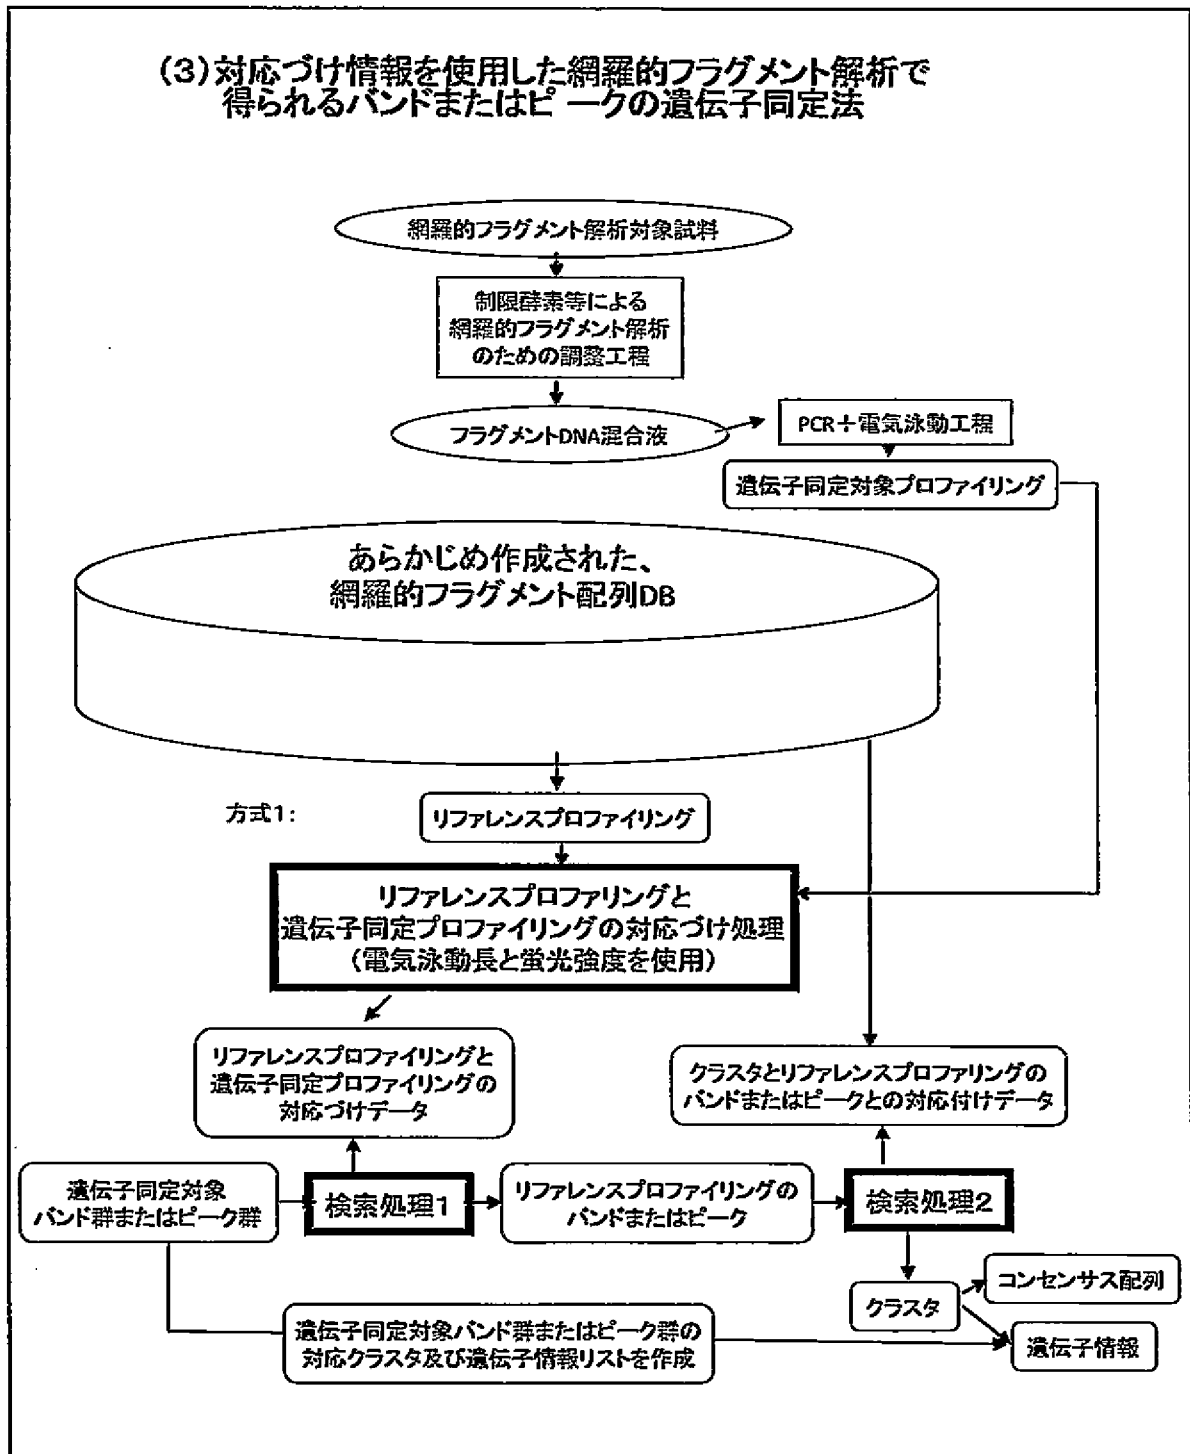 (3)対応づけ情報を使用した網羅的フラグメント解析で
得られるバンドまたはピークの遺伝子同定法
網羅的フラグメント解析対象試料
制限酵素等による
網羅的フラグメント解析
のための調整工程
フラグメントDNA混合液
PCR+電気泳動工程
遺伝子同定対象プロファイリング
あらかじめ作成された、
網羅的フラグメント配列DB
方式1:
リファレンスプロファイリング
リファレンスプロファリングと
遺伝子同定プロファイリングの対応づけ処理
(電気泳動長と蛍光強度を使用)
リファレンスプロファイリングと
遺伝子同定プロファイリングの
対応づけデータ
クラスタとリファレンスプロファリングの
バンドまたはピークとの対応付けデータ
遺伝子同定対象
バンド群またはピーク群
検索処理1
リファレンスプロファイリングの
バンドまたはピーク
検索処理2
クラスタ
コンセンサス配列
遺伝子情報
遺伝子同定対象バンド群またはピーク群の
対応クラスタ及び遺伝子情報リストを作成